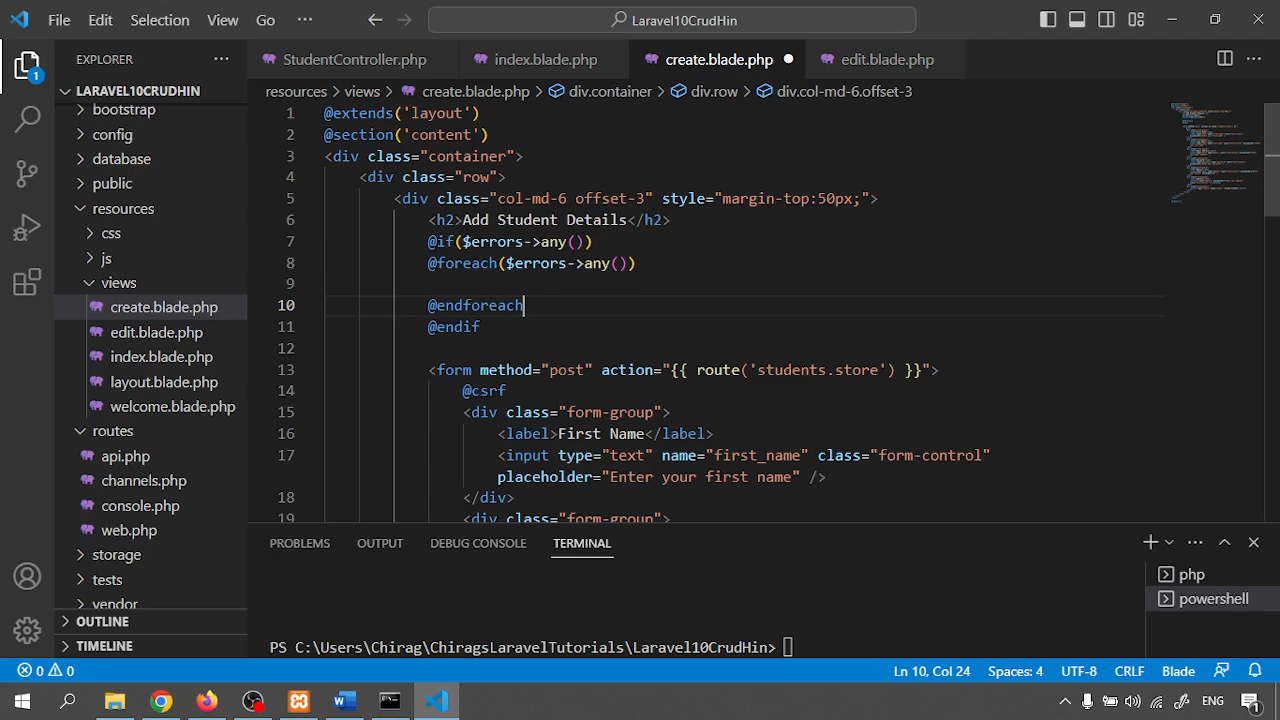 File Edit Selection View Go ··· Laravel10CrudHin
EXPLORER ···
StudentController.php index.blade.php create.blade.php edit.blade.php ···
LARAVEL10CRUDHIN
resources > views > create.blade.php > div.container > div.row > div.col-md-6.offset-3
bootstrap
config
database
public
resources
css
js
views
create.blade.php
edit.blade.php
index.blade.php
layout.blade.php
welcome.blade.php
routes
api.php
channels.php
console.php
web.php
storage
tests
vendor
OUTLINE
TIMELINE
1
1 @extends('layout')
2 @section('content')
3 <div class="container">
4 <div class="row">
5 <div class="col-md-6 offset-3" style="margin-top:50px;">
6 <h2>Add Student Details</h2>
7 @if($errors->any())
8 @foreach($errors->any())
9
10 @endforeach
11 @endif
12
13 <form method="post" action="{{ route('students.store') }}">
14 @csrf
15 <div class="form-group">
16 <label>First Name</label>
17 <input type="text" name="first_name" class="form-control"
placeholder="Enter your first name" />
18 </div>
19 <div class="form-group">
PROBLEMS OUTPUT DEBUG CONSOLE TERMINAL ···
php
powershell
PS C:\Users\Chirag\ChiragsLaravelTutorials\Laravel10CrudHin>
0 0 Ln 10, Col 24 Spaces: 4 UTF-8 CRLF Blade
ENG 1